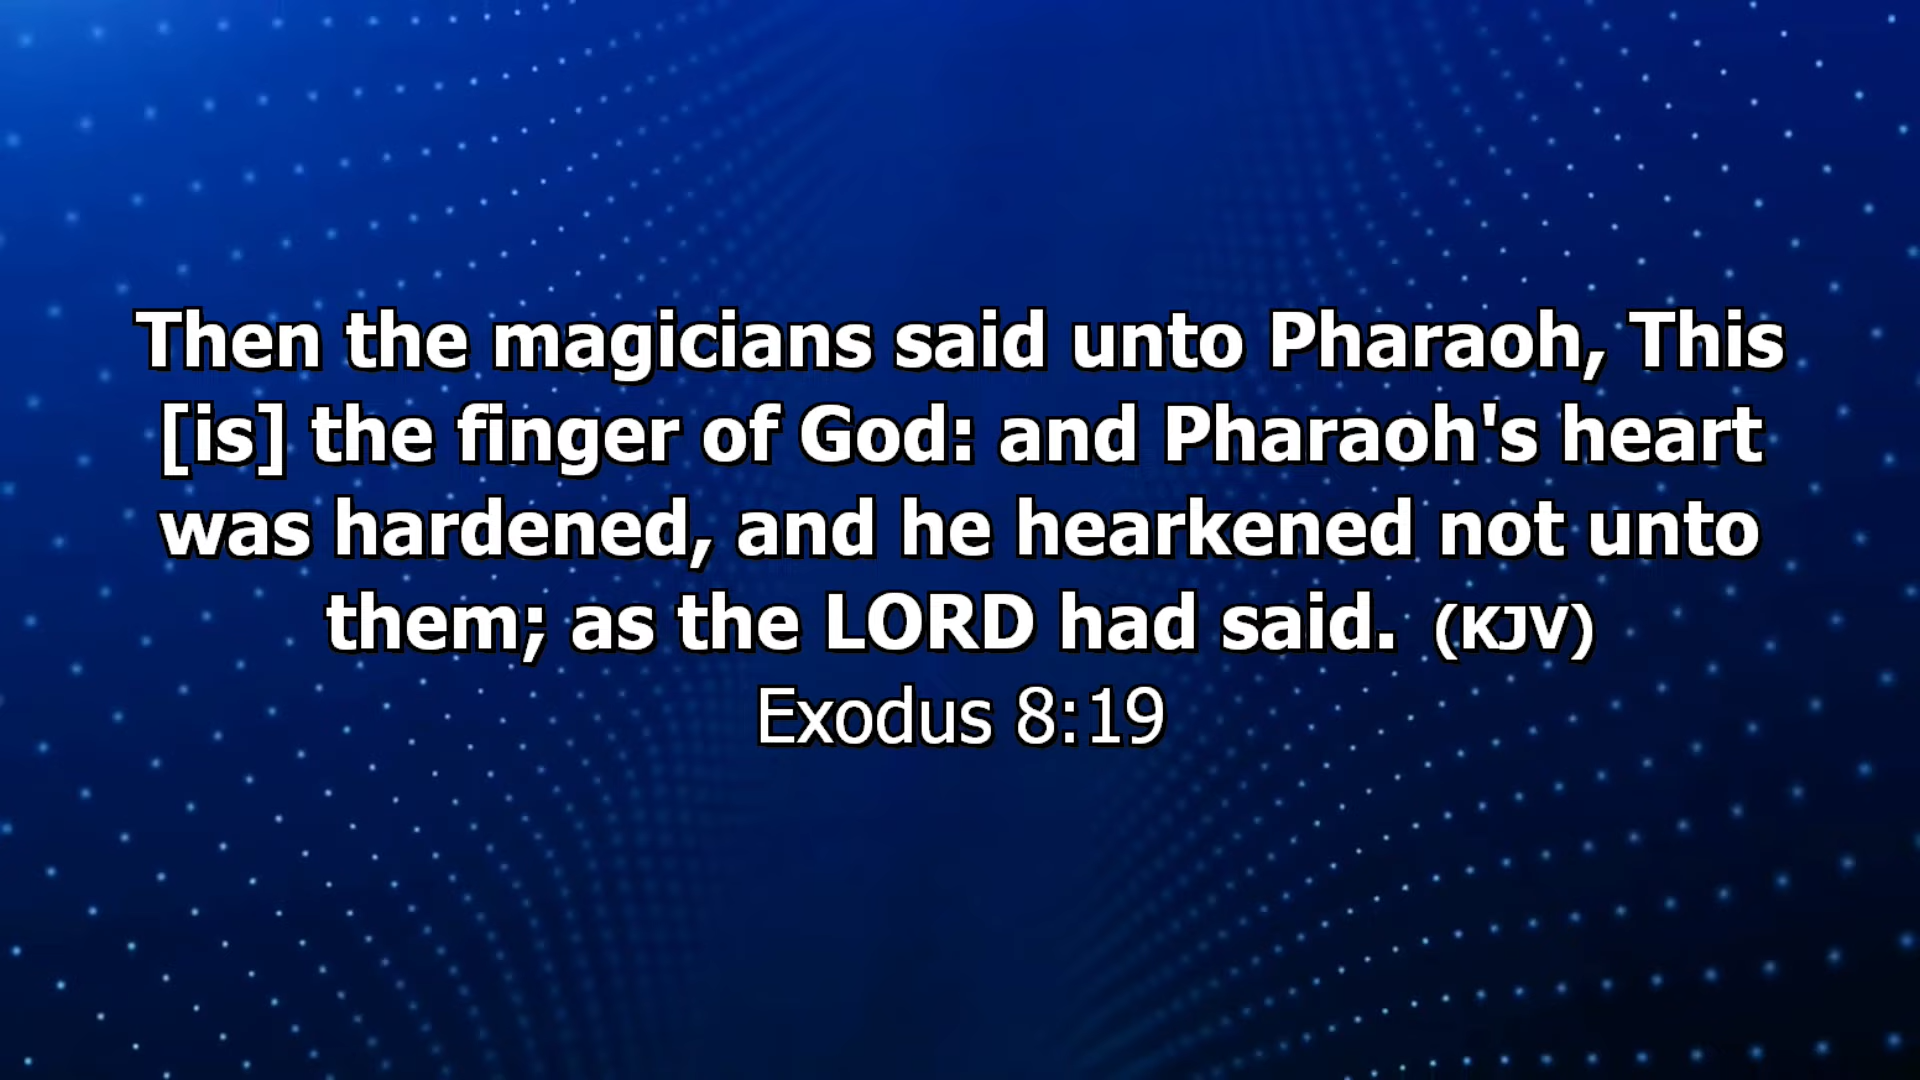 Then the magicians said unto Pharaoh, This
[is] the finger of God: and Pharaoh's heart
was hardened, and he hearkened not unto
them; as the LORD had said. (KJV)
Exodus 8:19